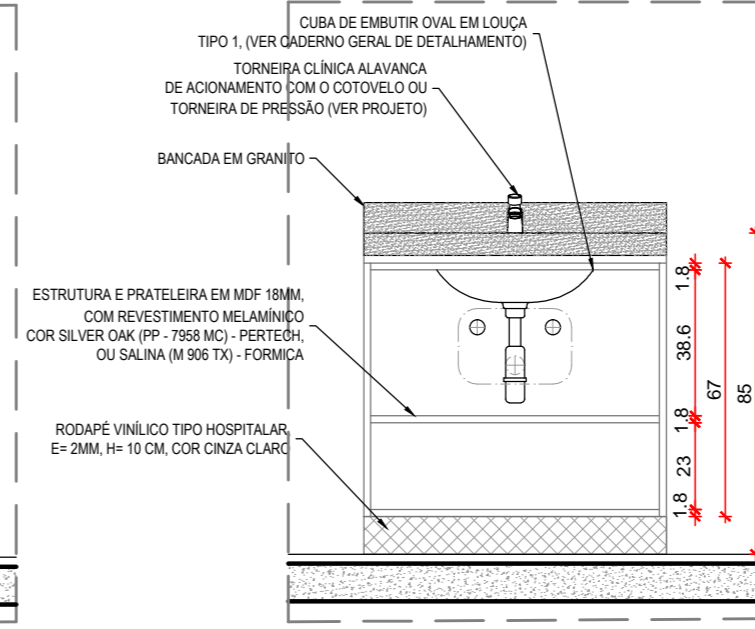 CUBA DE EMBUTIR OVAL EM LOUÇA
TIPO 1, (VER CADERNO GERAL DE DETALHAMENTO)
TORNEIRA CLÍNICA ALAVANCA
DE ACIONAMENTO COM O COTOVELO OU
TORNEIRA DE PRESSÃO (VER PROJETO)
BANCADA EM GRANITO
ESTRUTURA E PRATELEIRA EM MDF 18MM,
COM REVESTIMENTO MELAMÍNICO
COR SILVER OAK (PP - 7958 MC) - PERTECH,
OU SALINA (M 906 TX) - FORMICA
RODAPÉ VINÍLICO TIPO HOSPITALAR,
E= 2MM, H= 10 CM, COR CINZA CLARO
1.8
38.6
1.8
23
1.8
67
85